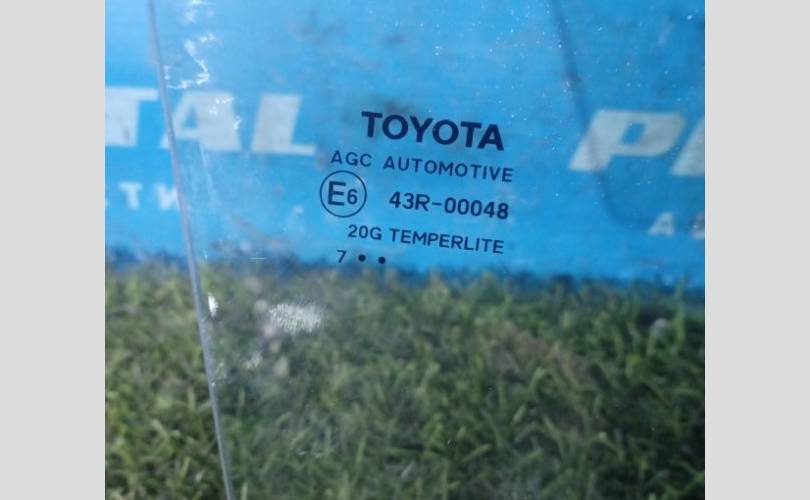 TOYOTA
AGC AUTOMOTIVE
E6 43R-00048
20G TEMPERLITE
7 • •